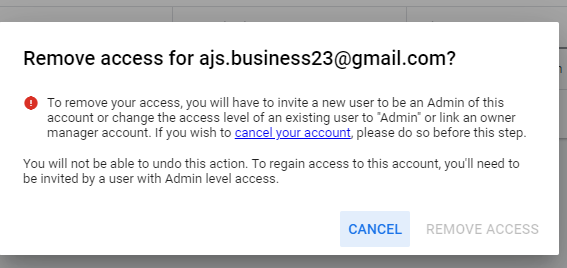 Remove access for ajs.business23@gmail.com?
To remove your access, you will have to invite a new user to be an Admin of this
account or change the access level of an existing user to "Admin" or link an owner
manager account. If you wish to cancel your account, please do so before this step.
You will not be able to undo this action. To regain access to this account, you'll need to
be invited by a user with Admin level access.
CANCEL REMOVE ACCESS